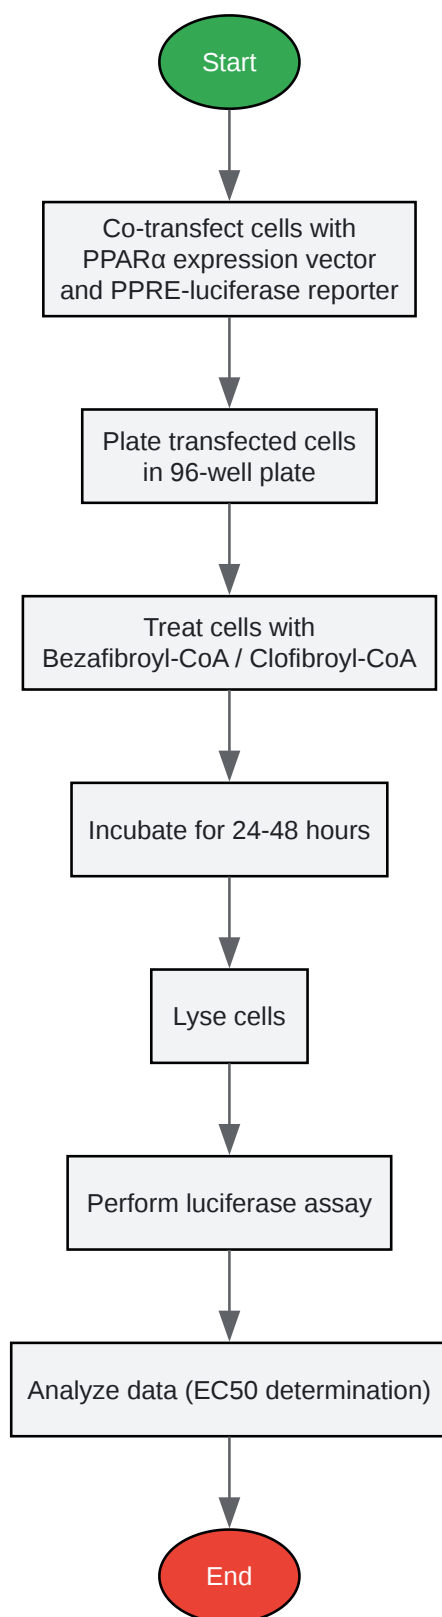 Start
Co-transfect cells with
PPARα expression vector
and PPRE-luciferase reporter
Plate transfected cells
in 96-well plate
Treat cells with
Bezafibroyl-CoA / Clofibroyl-CoA
Incubate for 24-48 hours
Lyse cells
Perform luciferase assay
Analyze data (EC50 determination)
End